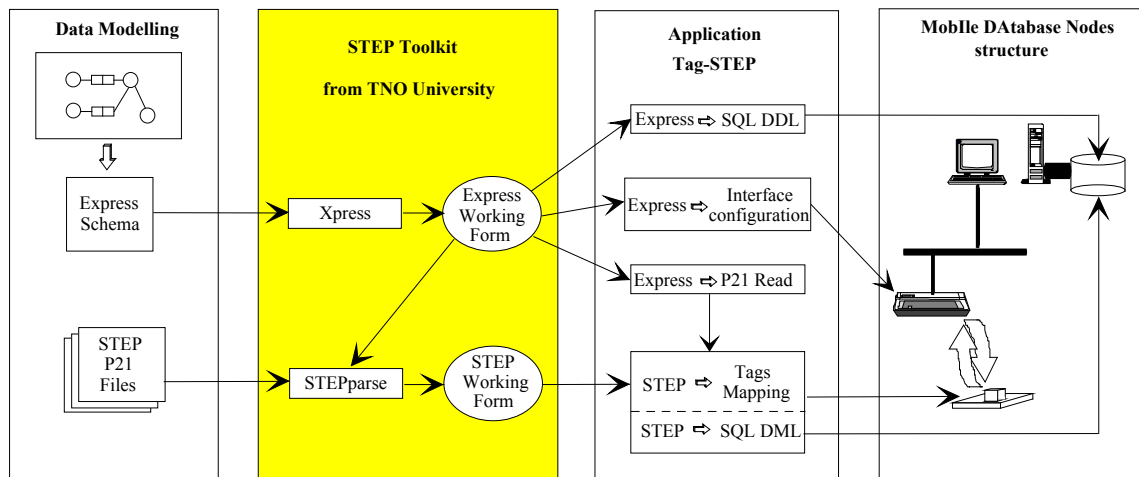 Data Modelling
Express
Schema
STEP
P21
Files
STEP Toolkit
from TNO University
Xpress
Express
Working
Form
STEPparse
STEP
Working
Form
Application
Tag-STEP
Express ⇨ SQL DDL
Express ⇨ Interface
configuration
Express ⇨ P21 Read
STEP ⇨ Tags
Mapping
STEP ⇨ SQL DML
MobIle DAtabase Nodes
structure